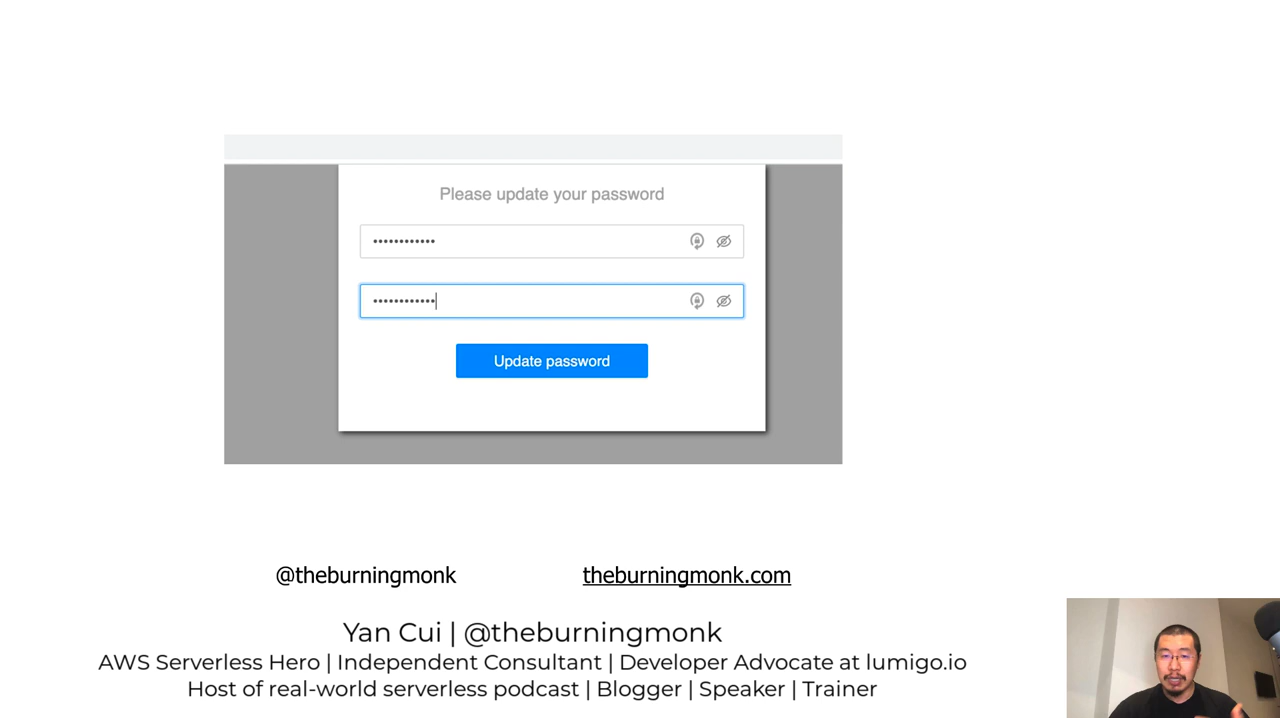 Please update your password
••••••••••••
••••••••••••
Update password
@theburningmonk
theburningmonk.com
Yan Cui | @theburningmonk
AWS Serverless Hero | Independent Consultant | Developer Advocate at lumigo.io
Host of real-world serverless podcast | Blogger | Speaker | Trainer